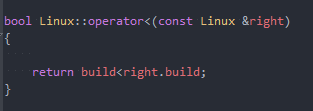 bool Linux::operator<(const Linux &right)
{
return build<right.build;
}